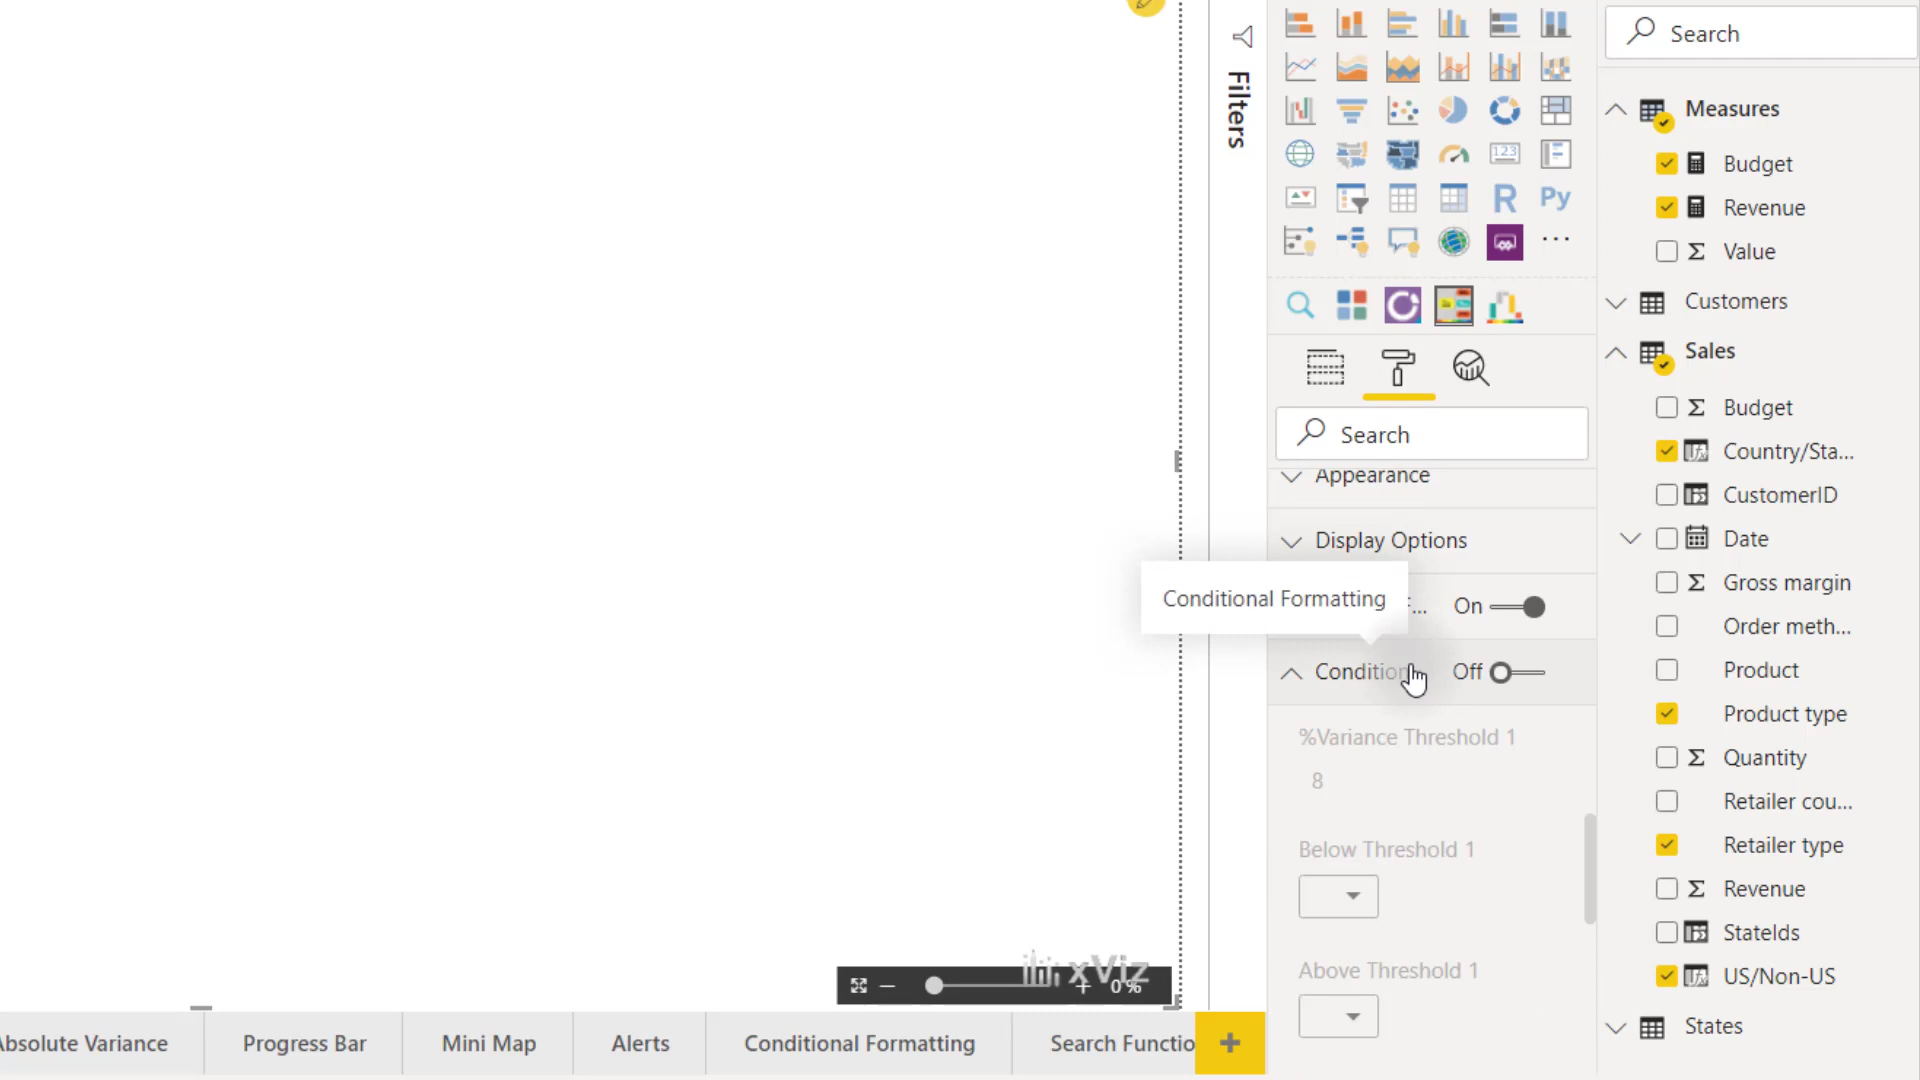 Filters
123
R
Py
...
Search
Appearance
Display Options
Conditional Formatting
F...
On
Condition
Off
%Variance Threshold 1
8
Below Threshold 1
Above Threshold 1
Search
Measures
Budget
Revenue
Value
Customers
Sales
Budget
Country/Sta...
CustomerID
Date
Gross margin
Order meth...
Product
Product type
Quantity
Retailer cou...
Retailer type
Revenue
StateIds
US/Non-US
States
xViz
0%
Absolute Variance
Progress Bar
Mini Map
Alerts
Conditional Formatting
Search Functio